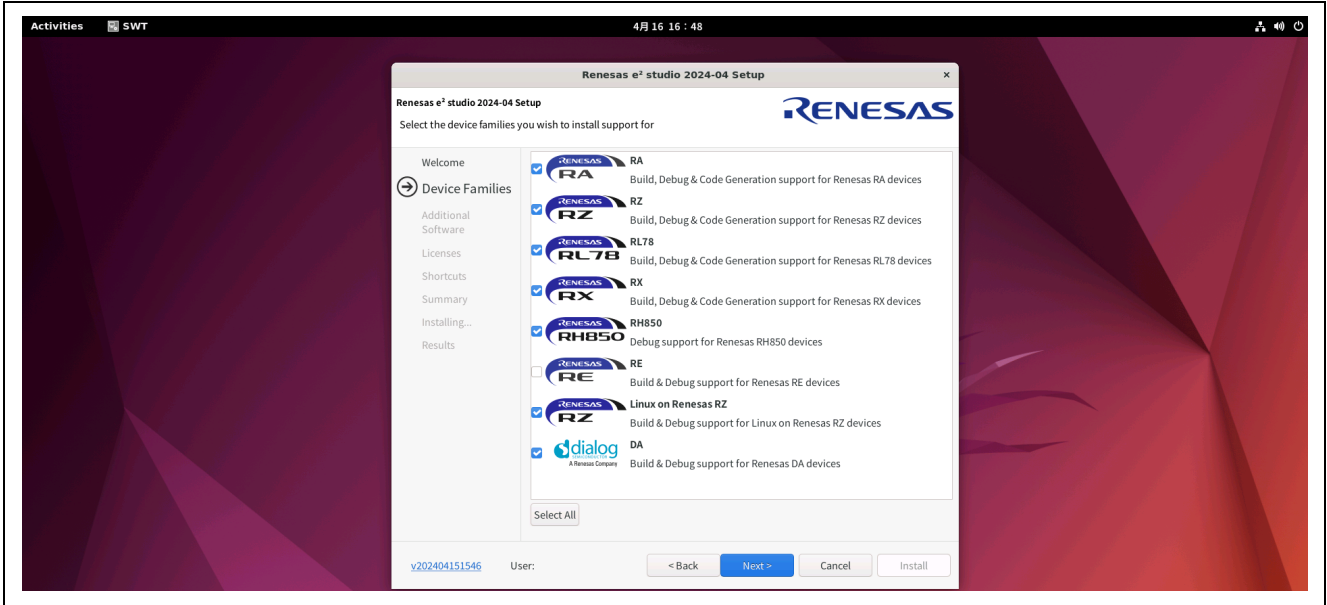 Activities SWT 4月 16 16：48
Renesas e² studio 2024-04 Setup ×
Renesas e² studio 2024-04 Setup
Select the device families you wish to install support for
RENESAS
Welcome
Device Families
Additional
Software
Licenses
Shortcuts
Summary
Installing...
Results
RENESAS
RA
RA
Build, Debug & Code Generation support for Renesas RA devices
RENESAS
RZ
RZ
Build, Debug & Code Generation support for Renesas RZ devices
RENESAS
RL78
RL78
Build, Debug & Code Generation support for Renesas RL78 devices
RENESAS
RX
RX
Build, Debug & Code Generation support for Renesas RX devices
RENESAS
RH850
RH850
Debug support for Renesas RH850 devices
RENESAS
RE
RE
Build & Debug support for Renesas RE devices
RENESAS
RZ
Linux on Renesas RZ
Build & Debug support for Linux on Renesas RZ devices
dialog
SEMICONDUCTOR
A Renesas Company
DA
Build & Debug support for Renesas DA devices
Select All
v202404151546 User: < Back Next > Cancel Install